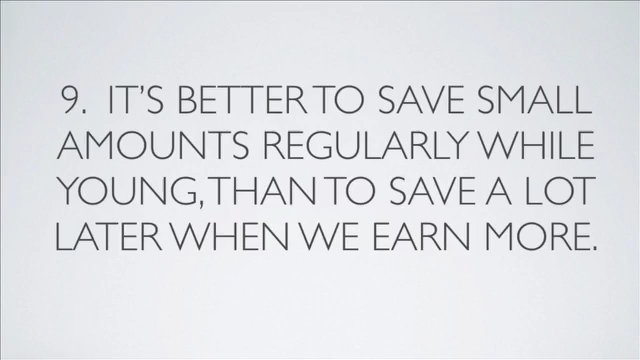 9. IT'S BETTER TO SAVE SMALL
AMOUNTS REGULARLY WHILE
YOUNG, THAN TO SAVE A LOT
LATER WHEN WE EARN MORE.